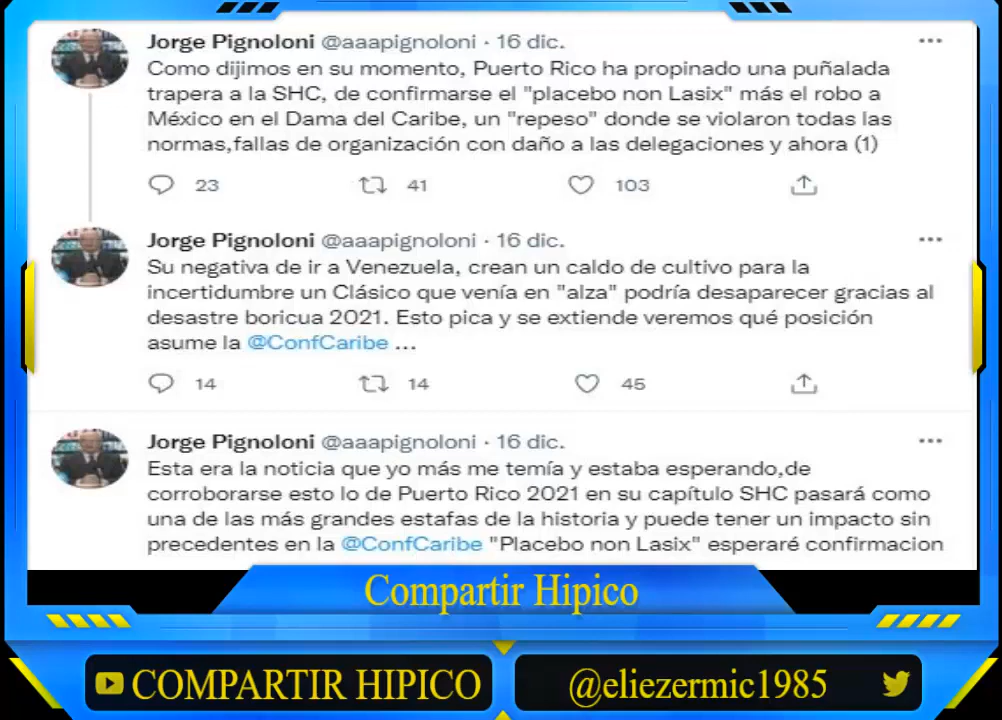 Jorge Pignoloni @aaapignoloni · 16 dic.
Como dijimos en su momento, Puerto Rico ha propinado una puñalada
trapera a la SHC, de confirmarse el "placebo non Lasix" más el robo a
México en el Dama del Caribe, un "repeso" donde se violaron todas las
normas,fallas de organización con daño a las delegaciones y ahora (1)
23 41 103
Jorge Pignoloni @aaapignoloni · 16 dic.
Su negativa de ir a Venezuela, crean un caldo de cultivo para la
incertidumbre un Clásico que venía en "alza" podría desaparecer gracias al
desastre boricua 2021. Esto pica y se extiende veremos qué posición
asume la @ConfCaribe ...
14 14 45
Jorge Pignoloni @aaapignoloni · 16 dic.
Esta era la noticia que yo más me temía y estaba esperando,de
corroborarse esto lo de Puerto Rico 2021 en su capítulo SHC pasará como
una de las más grandes estafas de la historia y puede tener un impacto sin
precedentes en la @ConfCaribe "Placebo non Lasix" esperaré confirmacion
Compartir Hipico
COMPARTIR HIPICO
@eliezermic1985